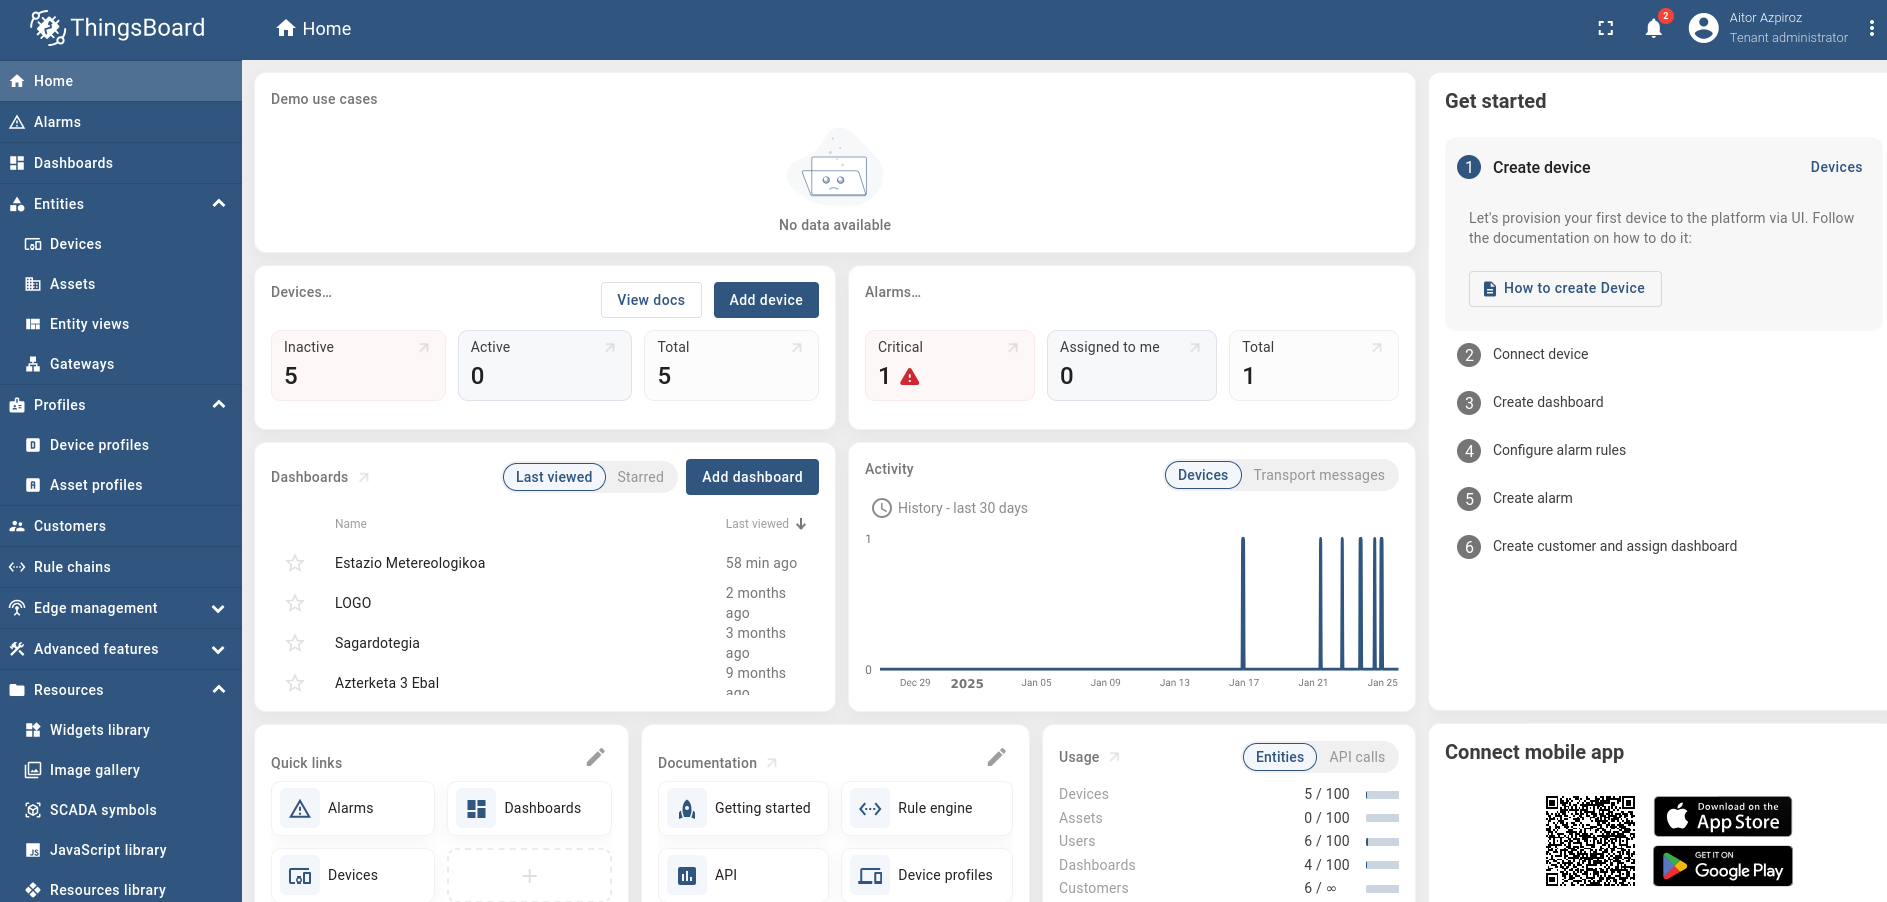 ThingsBoard
Home
2
Aitor Azpiroz
Tenant administrator
Home
Alarms
Dashboards
Entities
Devices
Assets
Entity views
Gateways
Profiles
Device profiles
Asset profiles
Customers
Rule chains
Edge management
Advanced features
Resources
Widgets library
Image gallery
SCADA symbols
JavaScript library
Resources library
Demo use cases
No data available
Devices...
View docs
Add device
Inactive
5
Active
0
Total
5
Alarms...
Critical
1
Assigned to me
0
Total
1
Dashboards
Last viewed
Starred
Add dashboard
Name
Last viewed
Estazio Metereologikoa
58 min ago
LOGO
2 months
ago
Sagardotegia
3 months
ago
Azterketa 3 Ebal
9 months
ago
Activity
Devices
Transport messages
History - last 30 days
1
0
Dec 29
2025
Jan 05
Jan 09
Jan 13
Jan 17
Jan 21
Jan 25
Quick links
Alarms
Dashboards
Devices
Documentation
Getting started
Rule engine
API
Device profiles
Usage
Entities
API calls
Devices 5 / 100
Assets 0 / 100
Users 6 / 100
Dashboards 4 / 100
Customers 6 / ∞
Get started
1
Create device
Devices
Let's provision your first device to the platform via UI. Follow
the documentation on how to do it:
How to create Device
2 Connect device
3 Create dashboard
4 Configure alarm rules
5 Create alarm
6 Create customer and assign dashboard
Connect mobile app
Download on the
App Store
GET IT ON
Google Play